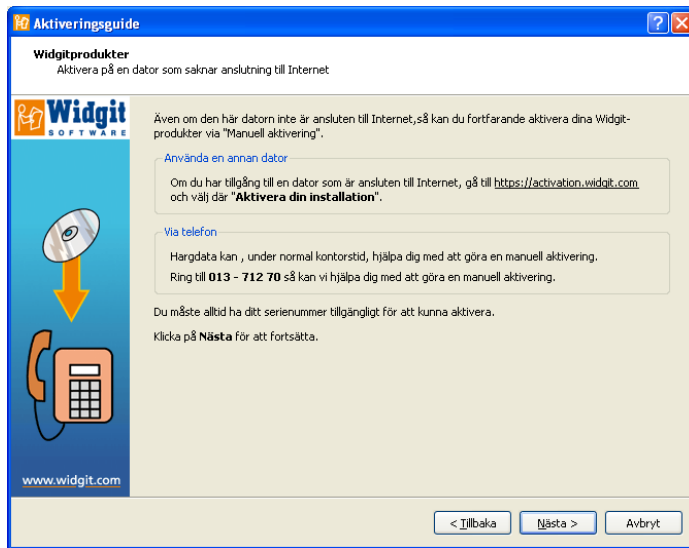 Aktiveringsguide
Widgitprodukter
Aktivera på en dator som saknar anslutning till Internet
Widgit
SOFTWARE
Även om den här datorn inte är ansluten till Internet,så kan du fortfarande aktivera dina Widgit-
produkter via "Manuell aktivering".
Använda en annan dator
Om du har tillgång till en dator som är ansluten till Internet, gå till https://activation.widgit.com
och välj där "Aktivera din installation".
Via telefon
Hargdata kan , under normal kontorstid, hjälpa dig med att göra en manuell aktivering.
Ring till 013 - 712 70 så kan vi hjälpa dig med att göra en manuell aktivering.
Du måste alltid ha ditt serienummer tillgängligt för att kunna aktivera.
Klicka på Nästa för att fortsätta.
www.widgit.com
< Tillbaka
Nästa >
Avbryt